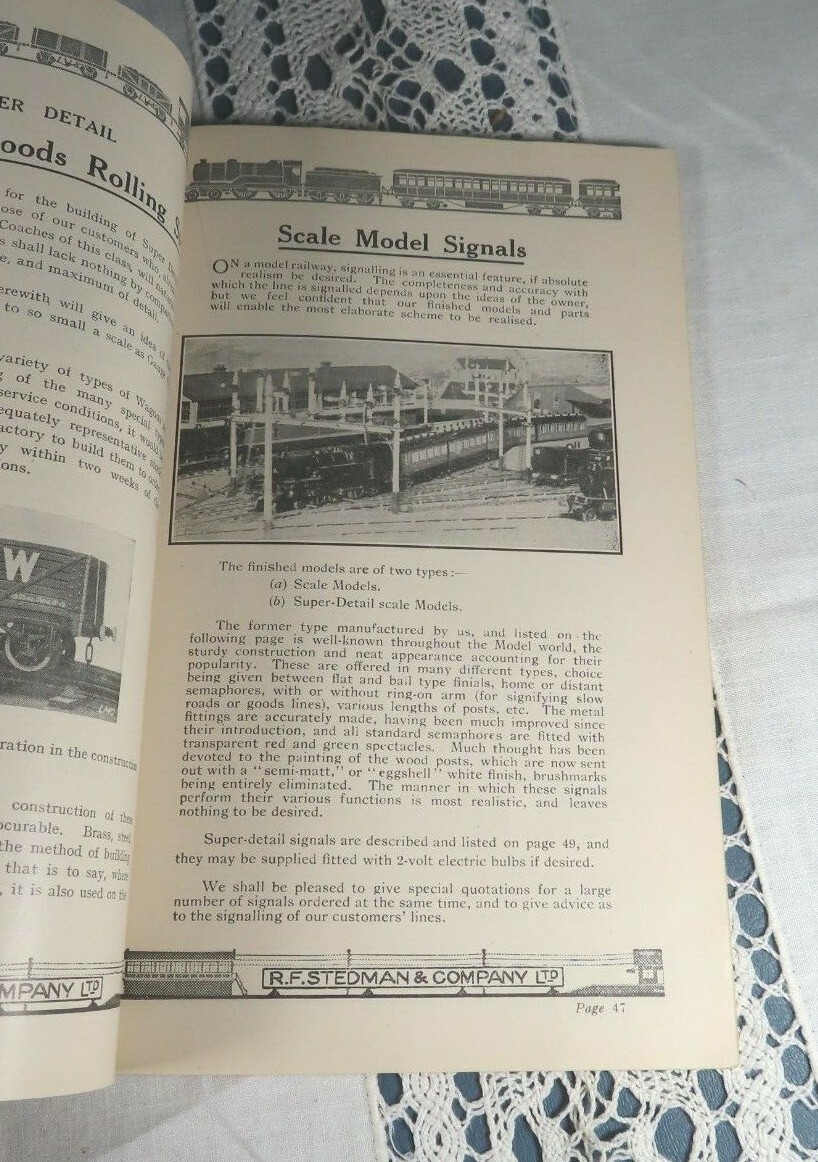 ER DETAIL
oods Rolling S
for the building of Super
ose of our customers who
Coaches of this class, will
s shall lack nothing by
e, and maximum of detail.
erewith will give an idea of
to so small a scale as Gauge
variety of types of Wagons
g of the many special
service conditions, it would
equately representative
factory to build them to
y within two weeks of the
ions.
W
LMC
ration in the construction
construction of these
ocurable. Brass, steel
the method of building
that is to say, where
, it is also used on the
MPANY LTD
Scale Model Signals
ON a model railway, signalling is an essential feature, if absolute
realism be desired. The completeness and accuracy with
which the line is signalled depends upon the ideas of the owner,
but we feel confident that our finished models and parts
will enable the most elaborate scheme to be realised.
The finished models are of two types :—
(a) Scale Models.
(b) Super-Detail scale Models.
The former type manufactured by us, and listed on the
following page is well-known throughout the Model world, the
sturdy construction and neat appearance accounting for their
popularity. These are offered in many different types, choice
being given between flat and ball type finials, home or distant
semaphores, with or without ring-on arm (for signifying slow
roads or goods lines), various lengths of posts, etc. The metal
fittings are accurately made, having been much improved since
their introduction, and all standard semaphores are fitted with
transparent red and green spectacles. Much thought has been
devoted to the painting of the wood posts, which are now sent
out with a "semi-matt," or "eggshell" white finish, brushmarks
being entirely eliminated. The manner in which these signals
perform their various functions is most realistic, and leaves
nothing to be desired.
Super-detail signals are described and listed on page 49, and
they may be supplied fitted with 2-volt electric bulbs if desired.
We shall be pleased to give special quotations for a large
number of signals ordered at the same time, and to give advice as
to the signalling of our customers' lines.
R.F. STEDMAN & COMPANY LTD
Page 47